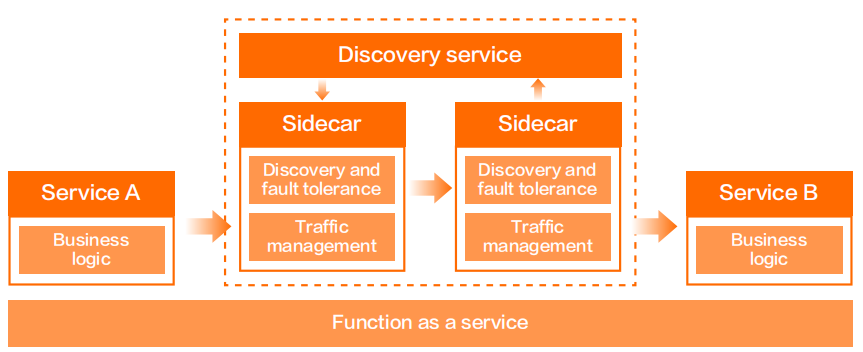 Discovery service
Sidecar
Discovery and
fault tolerance
Traffic
management
Sidecar
Discovery and
fault tolerance
Traffic
management
Service A
Business
logic
Service B
Business
logic
Function as a service